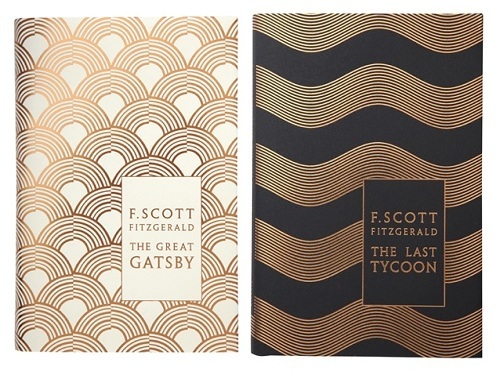 F. SCOTT
FITZGERALD
THE GREAT
GATSBY
F. SCOTT
FITZGERALD
THE LAST
TYCOON